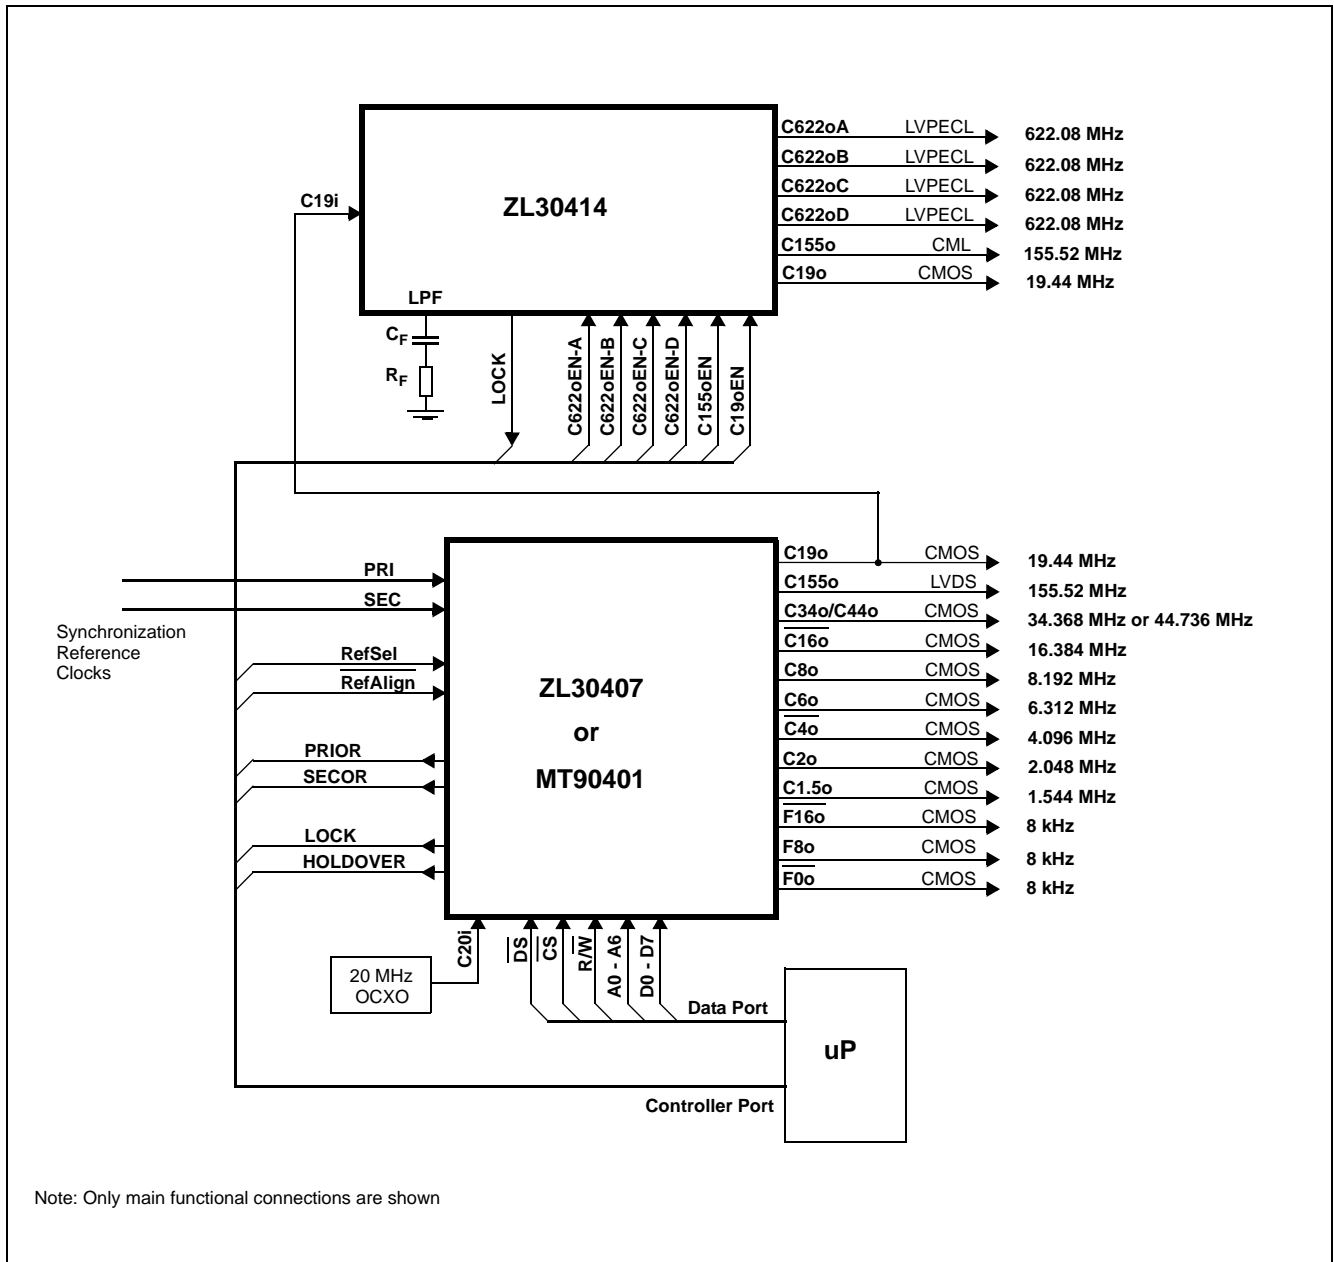 C622oA LVPECL 622.08 MHz
C622oB LVPECL 622.08 MHz
C622oC LVPECL 622.08 MHz
C622oD LVPECL 622.08 MHz
C155o CML 155.52 MHz
C19o CMOS 19.44 MHz
C19i
ZL30414
LPF
CF
RF
LOCK
C622oEN-A
C622oEN-B
C622oEN-C
C622oEN-D
C155oEN
C19oEN
PRI
SEC
Synchronization
Reference
Clocks
RefSel
RefAlign
PRIOR
SECOR
LOCK
HOLDOVER
ZL30407
or
MT90401
C19o CMOS 19.44 MHz
C155o LVDS 155.52 MHz
C34o/C44o CMOS 34.368 MHz or 44.736 MHz
C16o CMOS 16.384 MHz
C8o CMOS 8.192 MHz
C6o CMOS 6.312 MHz
C4o CMOS 4.096 MHz
C2o CMOS 2.048 MHz
C1.5o CMOS 1.544 MHz
F16o CMOS 8 kHz
F8o CMOS 8 kHz
F0o CMOS 8 kHz
C20i
DS
CS
R/W
A0 - A6
D0 - D7
20 MHz
OCXO
Data Port
uP
Controller Port
Note: Only main functional connections are shown